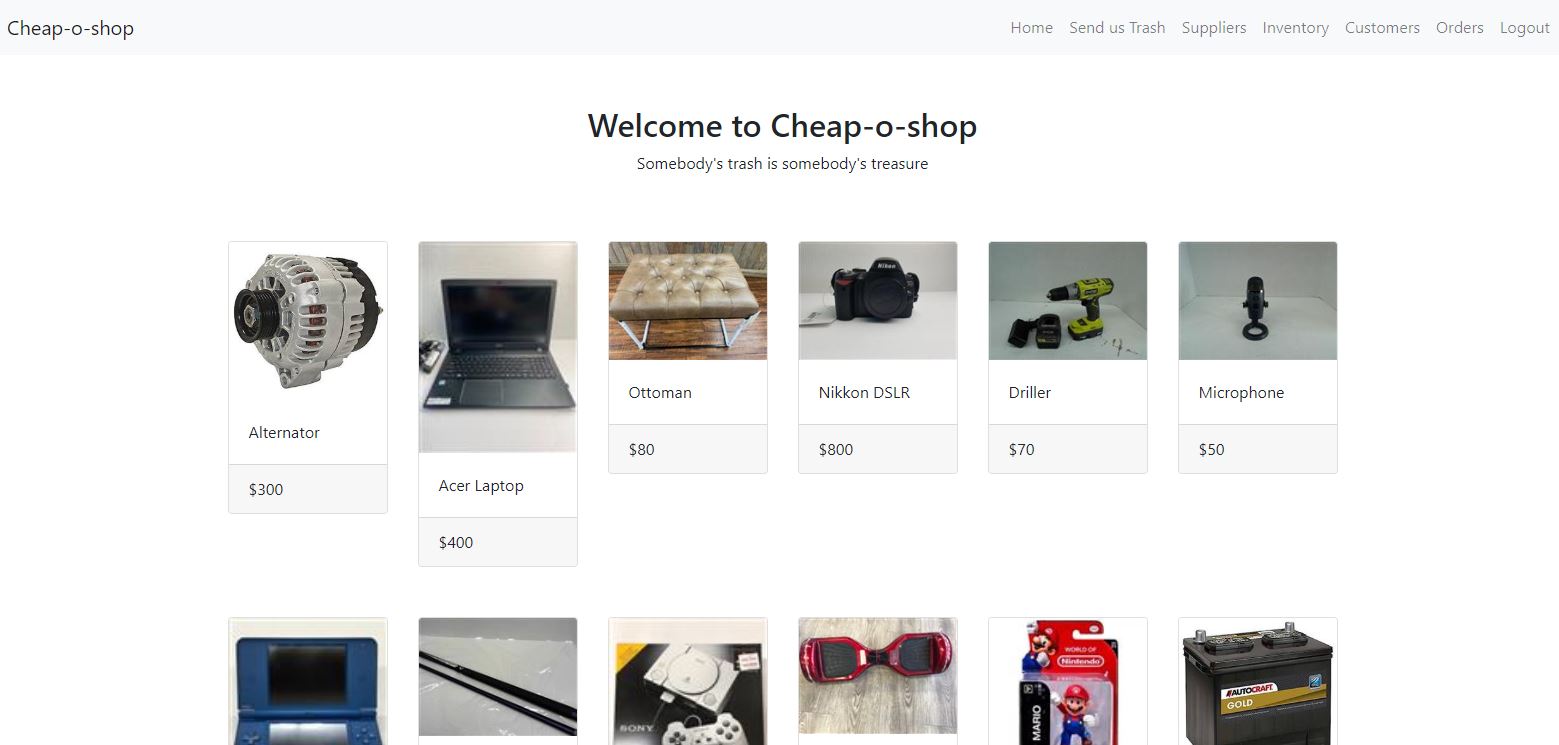 Cheap-o-shop
Home Send us Trash Suppliers Inventory Customers Orders Logout
Welcome to Cheap-o-shop
Somebody's trash is somebody's treasure
Nikon
Alternator
$300
Acer Laptop
$400
Ottoman
$80
Nikkon DSLR
$800
Driller
$70
Microphone
$50
SONY
WORLD OF
Nintendo
MARIO
AUTOCRAFT
GOLD